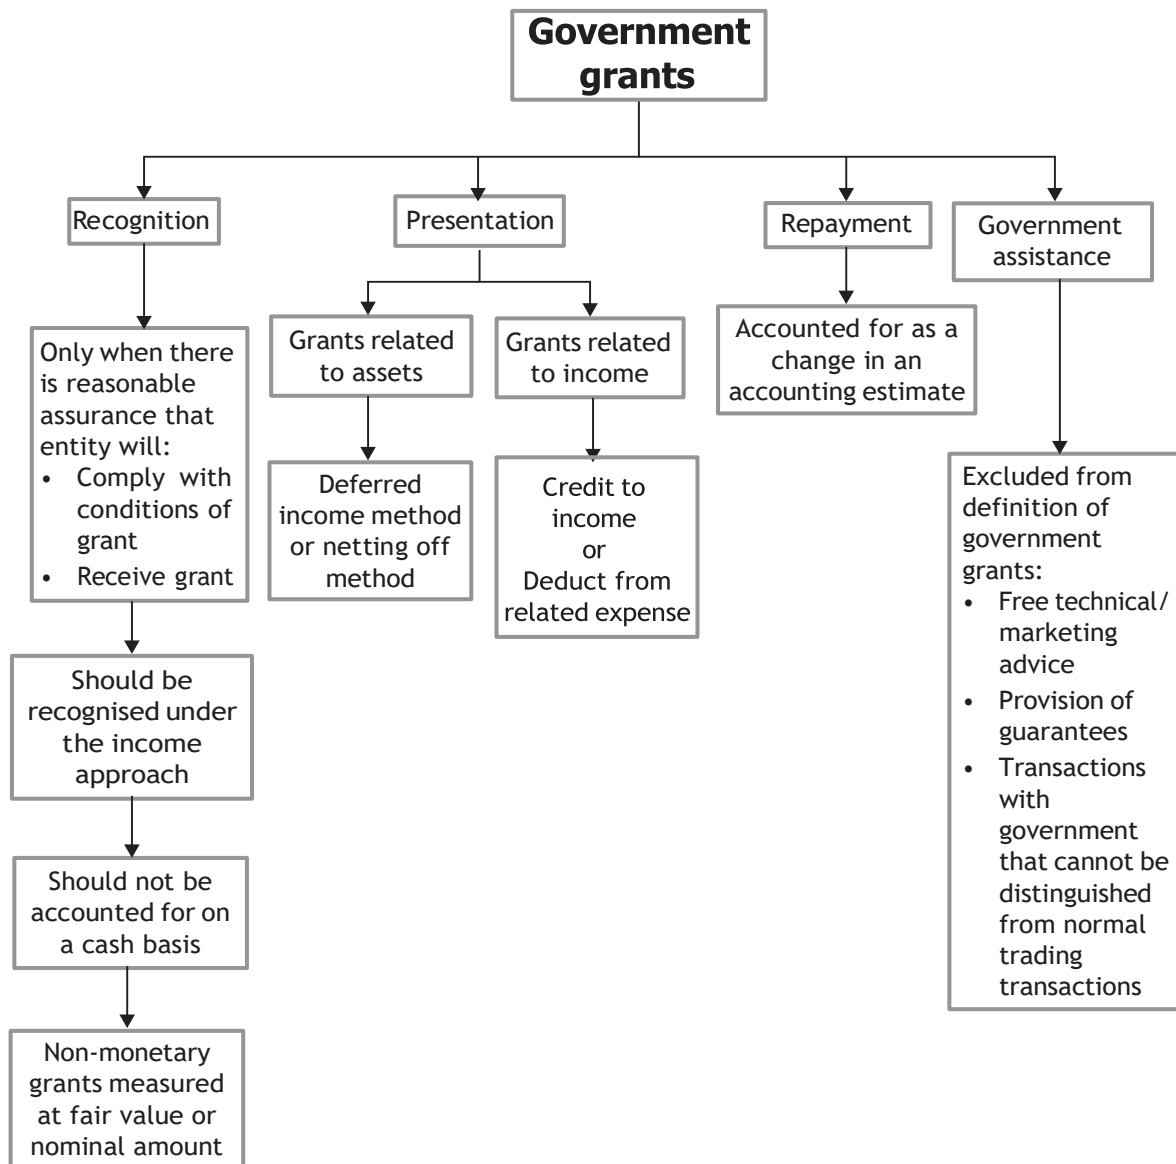 Government
grants
Recognition
Presentation
Repayment
Government
assistance
Only when there
is reasonable
assurance that
entity will:
• Comply with
conditions of
grant
• Receive grant
Should be
recognised under
the income
approach
Should not be
accounted for on
a cash basis
Non-monetary
grants measured
at fair value or
nominal amount
Grants related
to assets
Deferred
income method
or netting off
method
Grants related
to income
Credit to
income
or
Deduct from
related expense
Accounted for as a
change in an
accounting estimate
Excluded from
definition of
government
grants:
• Free technical/
marketing
advice
• Provision of
guarantees
• Transactions
with
government
that cannot be
distinguished
from normal
trading
transactions